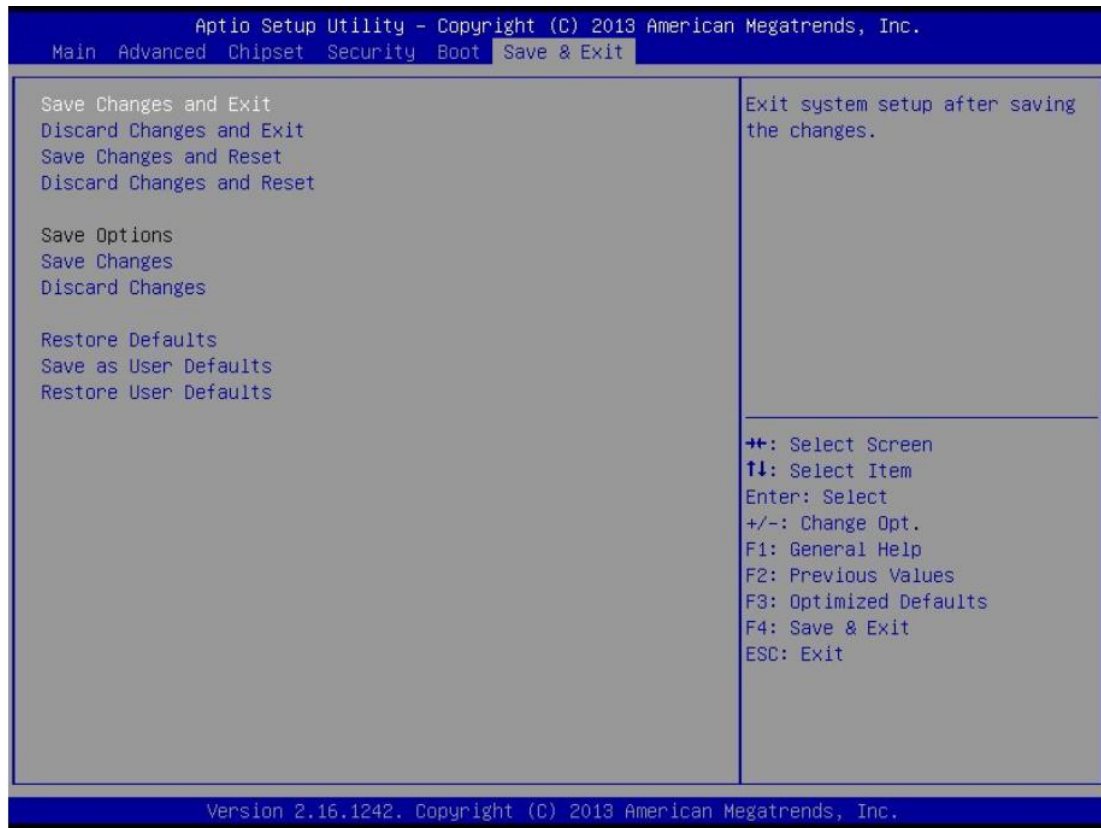 Aptio Setup Utility – Copyright (C) 2013 American Megatrends, Inc.
Main Advanced Chipset Security Boot Save & Exit
Save Changes and Exit
Discard Changes and Exit
Save Changes and Reset
Discard Changes and Reset
Save Options
Save Changes
Discard Changes
Restore Defaults
Save as User Defaults
Restore User Defaults
Exit system setup after saving
the changes.
→←: Select Screen
↑↓: Select Item
Enter: Select
+/-: Change Opt.
F1: General Help
F2: Previous Values
F3: Optimized Defaults
F4: Save & Exit
ESC: Exit
Version 2.16.1242. Copyright (C) 2013 American Megatrends, Inc.